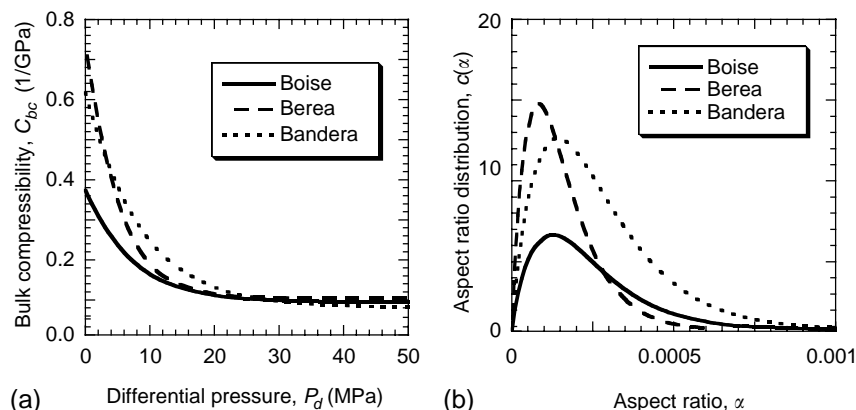 0.8
0.6
0.4
0.2
0.0
0
10
20
30
40
50
Bulk compressibility, C_bc (1/GPa)
Differential pressure, P_d (MPa)
Boise
Berea
Bandera
(a)
20
15
10
5
0
0
0.0005
0.001
Aspect ratio distribution, c(α)
Aspect ratio, α
Boise
Berea
Bandera
(b)